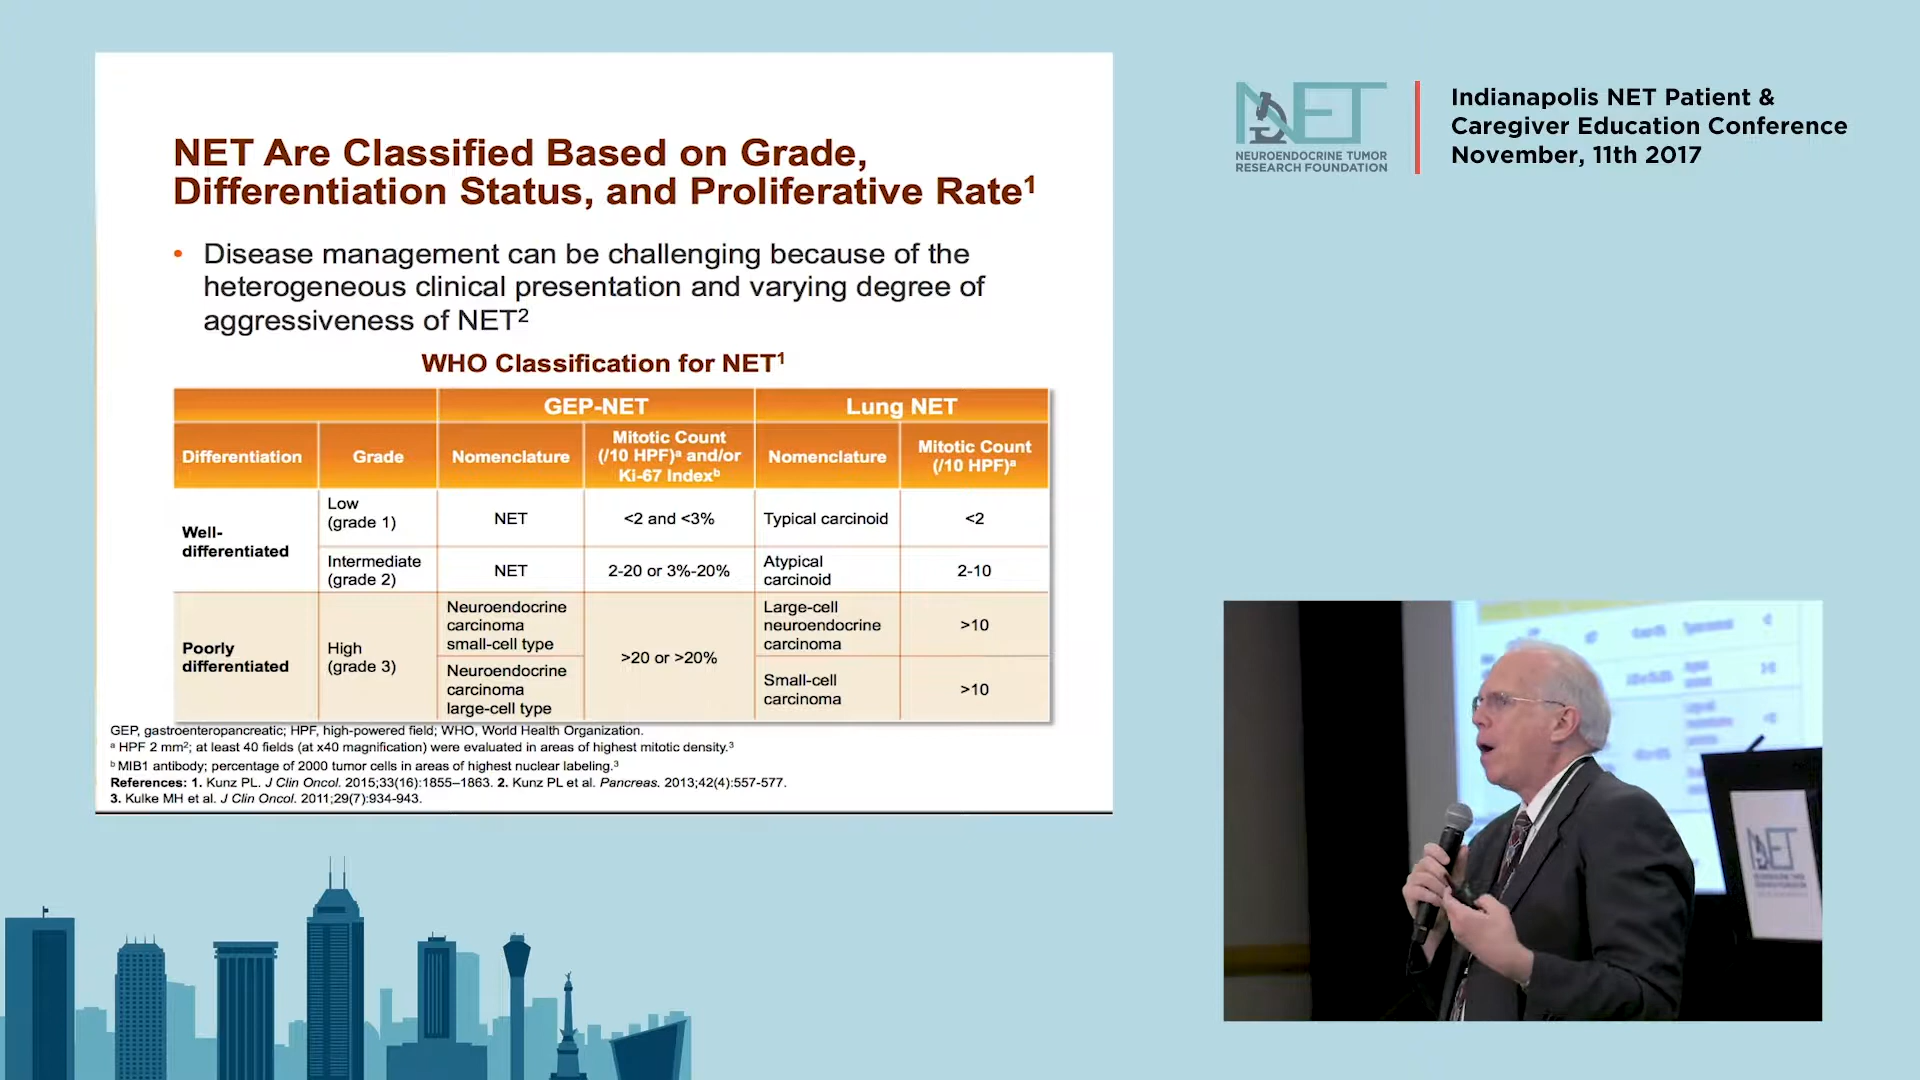 NET Are Classified Based on Grade,
Differentiation Status, and Proliferative Rate¹
• Disease management can be challenging because of the
heterogeneous clinical presentation and varying degree of
aggressiveness of NET²
WHO Classification for NET¹
GEP-NET Lung NET
Differentiation Grade Nomenclature Mitotic Count (/10 HPF)ᵃ and/or Ki-67 Indexᵇ Nomenclature Mitotic Count (/10 HPF)ᵃ
Well-differentiated Low (grade 1) NET <2 and <3% Typical carcinoid <2
Intermediate (grade 2) NET 2-20 or 3%-20% Atypical carcinoid 2-10
Poorly differentiated High (grade 3) Neuroendocrine carcinoma small-cell type >20 or >20% Large-cell neuroendocrine carcinoma >10
Neuroendocrine carcinoma large-cell type Small-cell carcinoma >10
GEP, gastroenteropancreatic; HPF, high-powered field; WHO, World Health Organization.
ᵃ HPF 2 mm²; at least 40 fields (at x40 magnification) were evaluated in areas of highest mitotic density.³
ᵇ MIB1 antibody; percentage of 2000 tumor cells in areas of highest nuclear labeling.³
References: 1. Kunz PL. J Clin Oncol. 2015;33(16):1855–1863. 2. Kunz PL et al. Pancreas. 2013;42(4):557-577.
3. Kulke MH et al. J Clin Oncol. 2011;29(7):934-943.
NET
NEUROENDOCRINE TUMOR
RESEARCH FOUNDATION
Indianapolis NET Patient &
Caregiver Education Conference
November, 11th 2017
NET